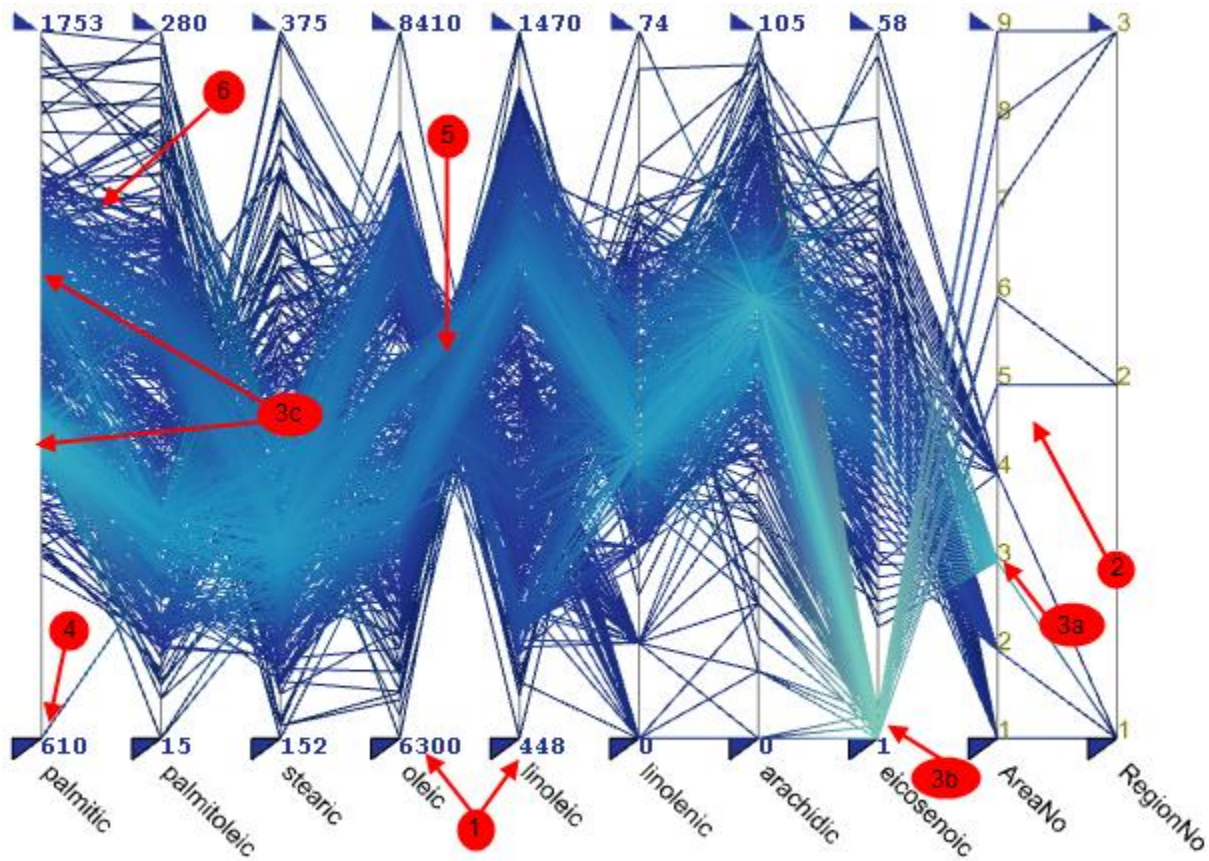 1753 280 375 8410 1470 74 105 58 9 3
6
8
5
7
6
5 2
3c
4
3
2
3a
4
2
610 15 152 6300 448 0 0 1 1 1
palmitic palmitoleic stearic oleic linoleic linolenic arachidic eicosenoic AreaNo RegionNo
3b
1